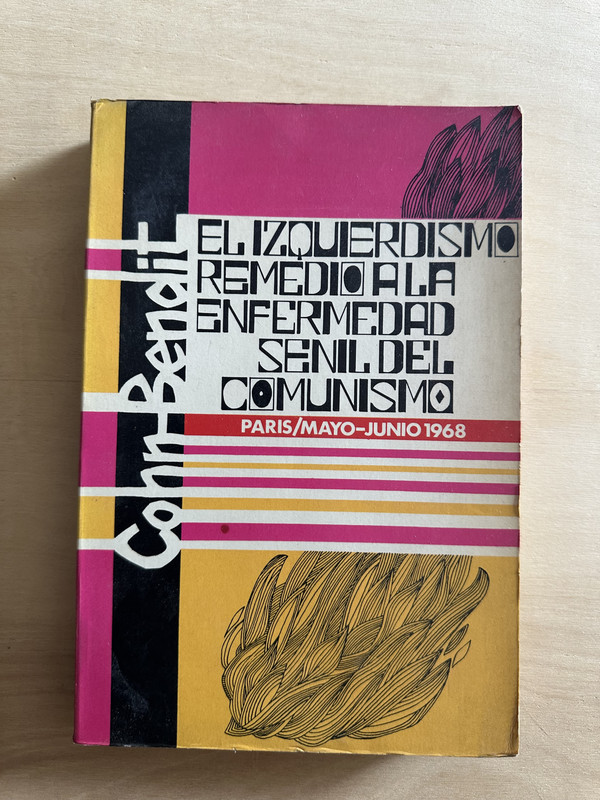 Cohn-Bendit
EL IZQUIERDISMO
REMEDIO A LA
ENFERMEDAD
SENIL DEL
COMUNISMO
PARIS/MAYO-JUNIO 1968